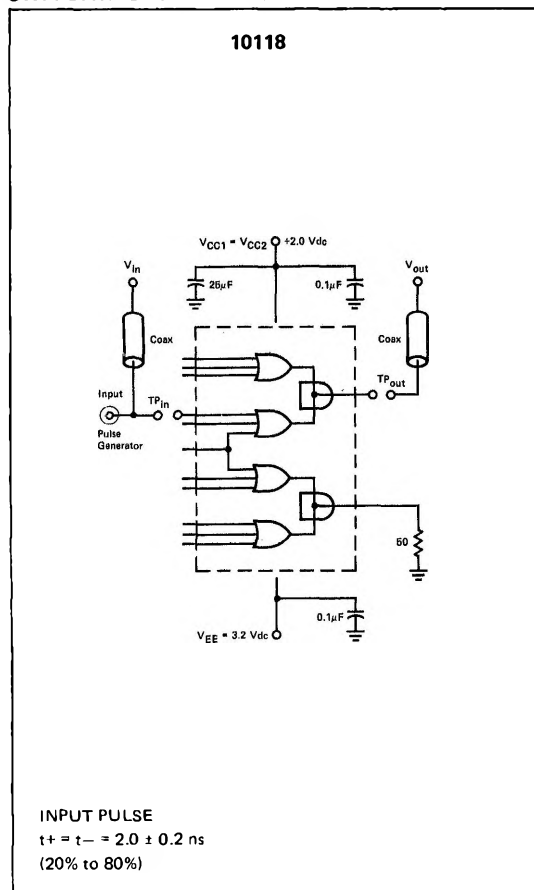 10118
VCC1 = VCC2 +2.0 Vdc
Vin
Vout
25µF
0.1µF
Coax
Coax
Input
TPin
TPout
Pulse
Generator
50
0.1µF
VEE = 3.2 Vdc
INPUT PULSE
t+ = t– = 2.0 ± 0.2 ns
(20% to 80%)